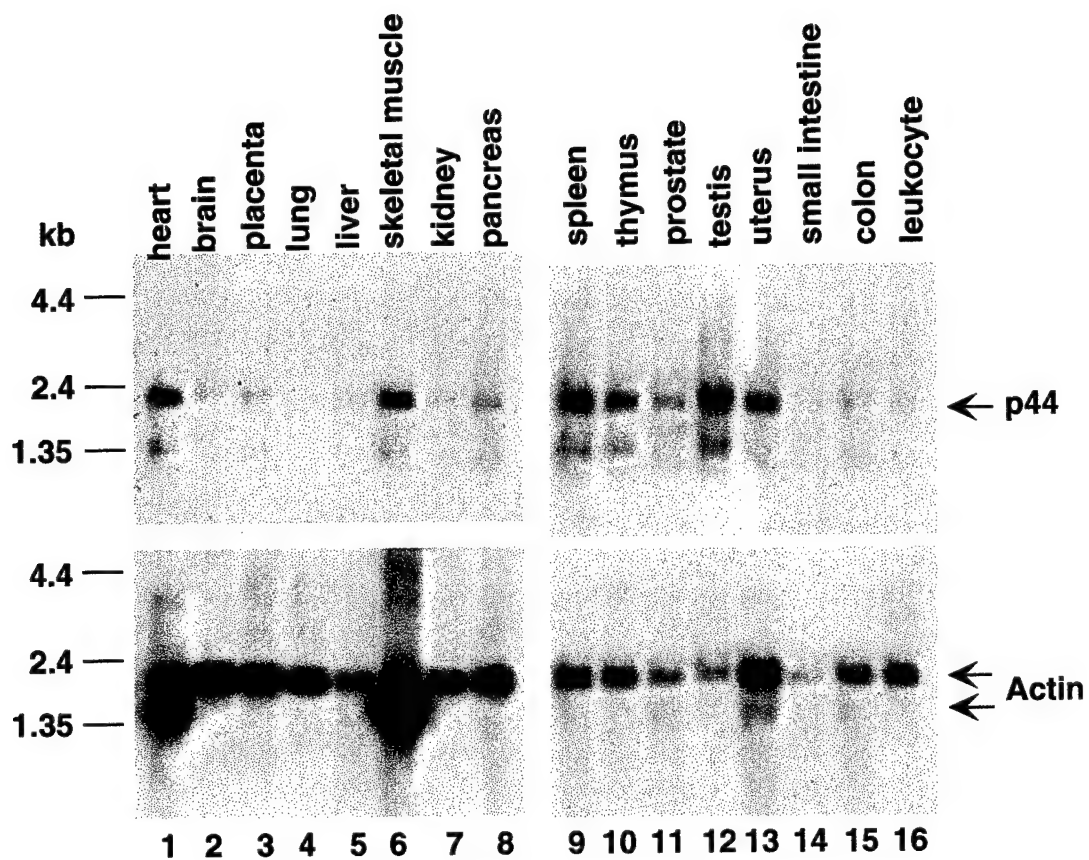 heart
brain
placenta
lung
liver
skeletal muscle
kidney
pancreas
spleen
thymus
prostate
testis
uterus
small intestine
colon
leukocyte
kb
4.4
2.4
1.35
p44
4.4
2.4
1.35
Actin
1 2 3 4 5 6 7 8 9 10 11 12 13 14 15 16